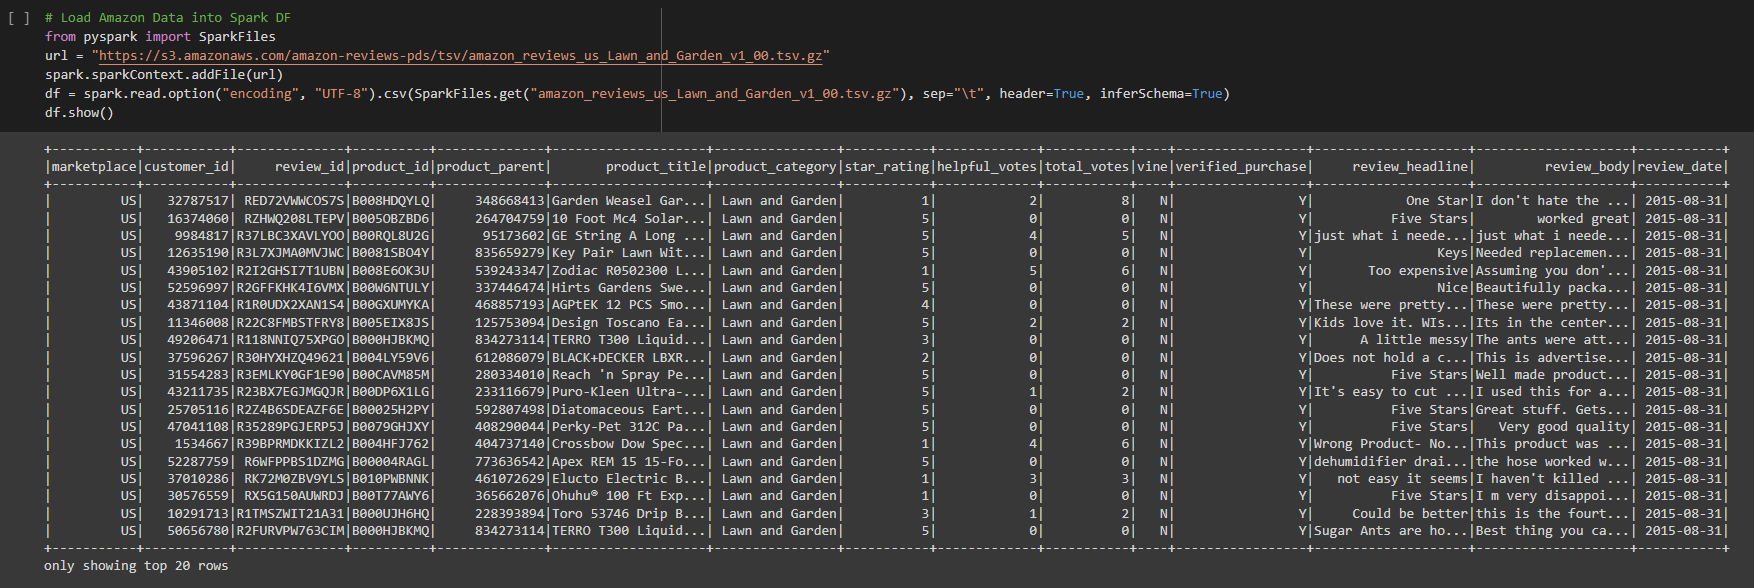 [ ] # Load Amazon Data into Spark DF
from pyspark import SparkFiles
url = "https://s3.amazonaws.com/amazon-reviews-pds/tsv/amazon_reviews_us_Lawn_and_Garden_v1_00.tsv.gz"
spark.sparkContext.addFile(url)
df = spark.read.option("encoding", "UTF-8").csv(SparkFiles.get("amazon_reviews_us_Lawn_and_Garden_v1_00.tsv.gz"), sep="\t", header=True, inferSchema=True)
df.show()
+-----------+-----------+--------------+----------+--------------+--------------------+----------------+-----------+-------------+-----------+----+-----------------+--------------------+--------------------+-----------+
|marketplace|customer_id|     review_id|product_id|product_parent|       product_title|product_category|star_rating|helpful_votes|total_votes|vine|verified_purchase|     review_headline|         review_body|review_date|
+-----------+-----------+--------------+----------+--------------+--------------------+----------------+-----------+-------------+-----------+----+-----------------+--------------------+--------------------+-----------+
|         US|   32787517| RED72VWWCOS7S|B008HDQYLQ|     348668413|Garden Weasel Gar...| Lawn and Garden|          1|            2|          8|   N|                Y|            One Star|I don't hate the ...| 2015-08-31|
|         US|   16374060| RZHWQ208LTEPV|B005OBZBD6|     264704759|10 Foot Mc4 Solar...| Lawn and Garden|          5|            0|          0|   N|                Y|          Five Stars|        worked great| 2015-08-31|
|         US|    9984817|R37LBC3XAVLYOO|B00RQL8U2G|      95173602|GE String A Long ...| Lawn and Garden|          5|            4|          5|   N|                Y|just what i neede...|just what i neede...| 2015-08-31|
|         US|   12635190|R3L7XJMA0MVJWC|B0081SBO4Y|     835659279|Key Pair Lawn Wit...| Lawn and Garden|          5|            0|          0|   N|                Y|                Keys|Needed replacemen...| 2015-08-31|
|         US|   43905102|R2I2GHSI7T1UBN|B008E6OK3U|     539243347|Zodiac R0502300 L...| Lawn and Garden|          1|            5|          6|   N|                Y|       Too expensive|Assuming you don'...| 2015-08-31|
|         US|   52596997|R2GFFKHK4I6VMX|B00W6NTULY|     337446474|Hirts Gardens Swe...| Lawn and Garden|          5|            0|          0|   N|                Y|                Nice|Beautifully packa...| 2015-08-31|
|         US|   43871104|R1R0UDX2XAN1S4|B00GXUMYKA|     468857193|AGPtEK 12 PCS Smo...| Lawn and Garden|          4|            0|          0|   N|                Y|These were pretty...|These were pretty...| 2015-08-31|
|         US|   11346008|R22C8FMBSTFRY8|B005EIX8JS|     125753094|Design Toscano Ea...| Lawn and Garden|          5|            2|          2|   N|                Y|Kids love it. WIs...|Its in the center...| 2015-08-31|
|         US|   49206471|R118NNIQ75XPGO|B000HJBKMQ|     834273114|TERRO T300 Liquid...| Lawn and Garden|          3|            0|          0|   N|                Y|      A little messy|The ants were att...| 2015-08-31|
|         US|   37596267|R30HYXHZQ49621|B004LY59V6|     612086079|BLACK+DECKER LBXR...| Lawn and Garden|          2|            0|          0|   N|                Y|Does not hold a c...|This is advertise...| 2015-08-31|
|         US|   31554283|R3EMLKY0GF1E90|B00CAVM85M|     280334010|Reach 'n Spray Pe...| Lawn and Garden|          5|            0|          0|   N|                Y|          Five Stars|Well made product...| 2015-08-31|
|         US|   43211735|R23BX7EGJMGQJR|B00DP6X1LG|     233116679|Puro-Kleen Ultra-...| Lawn and Garden|          5|            1|          2|   N|                Y|It's easy to cut ...|I used this for a...| 2015-08-31|
|         US|   25705116|R2Z4B6SDEAZF6E|B00025H2PY|     592807498|Diatomaceous Eart...| Lawn and Garden|          5|            0|          0|   N|                Y|          Five Stars|Great stuff. Gets...| 2015-08-31|
|         US|   47041108|R35289PGJERP5J|B0079GHJXY|     408290044|Perky-Pet 312C Pa...| Lawn and Garden|          5|            0|          0|   N|                Y|          Five Stars|   Very good quality| 2015-08-31|
|         US|    1534667|R39BPRMDKKIZL2|B004HFJ762|     404737140|Crossbow Dow Spec...| Lawn and Garden|          1|            4|          6|   N|                Y|Wrong Product- No...|This product was ...| 2015-08-31|
|         US|   52287759| R6WFPPBS1DZMG|B00004RAGL|     773636542|Apex REM 15 15-Fo...| Lawn and Garden|          5|            0|          0|   N|                Y|dehumidifier drai...|the hose worked w...| 2015-08-31|
|         US|   37010286| RK72M0ZBV9YLS|B010PWBNNK|     461072629|Elucto Electric B...| Lawn and Garden|          1|            3|          3|   N|                Y|   not easy it seems|I haven't killed ...| 2015-08-31|
|         US|   30576559| RX5G150AUWRDJ|B00T77AWY6|     365662076|Ohuhu® 100 Ft Exp...| Lawn and Garden|          1|            0|          0|   N|                Y|          Five Stars|I m very disappoi...| 2015-08-31|
|         US|   10291713|R1TMSZWIT21A31|B000UJH6HQ|     228393894|Toro 53746 Drip B...| Lawn and Garden|          3|            1|          2|   N|                Y|     Could be better|this is the fourt...| 2015-08-31|
|         US|   50656780|R2FURVPW763CIM|B000HJBKMQ|     834273114|TERRO T300 Liquid...| Lawn and Garden|          5|            0|          0|   N|                Y|Sugar Ants are ho...|Best thing you ca...| 2015-08-31|
+-----------+-----------+--------------+----------+--------------+--------------------+----------------+-----------+-------------+-----------+----+-----------------+--------------------+--------------------+-----------+
only showing top 20 rows